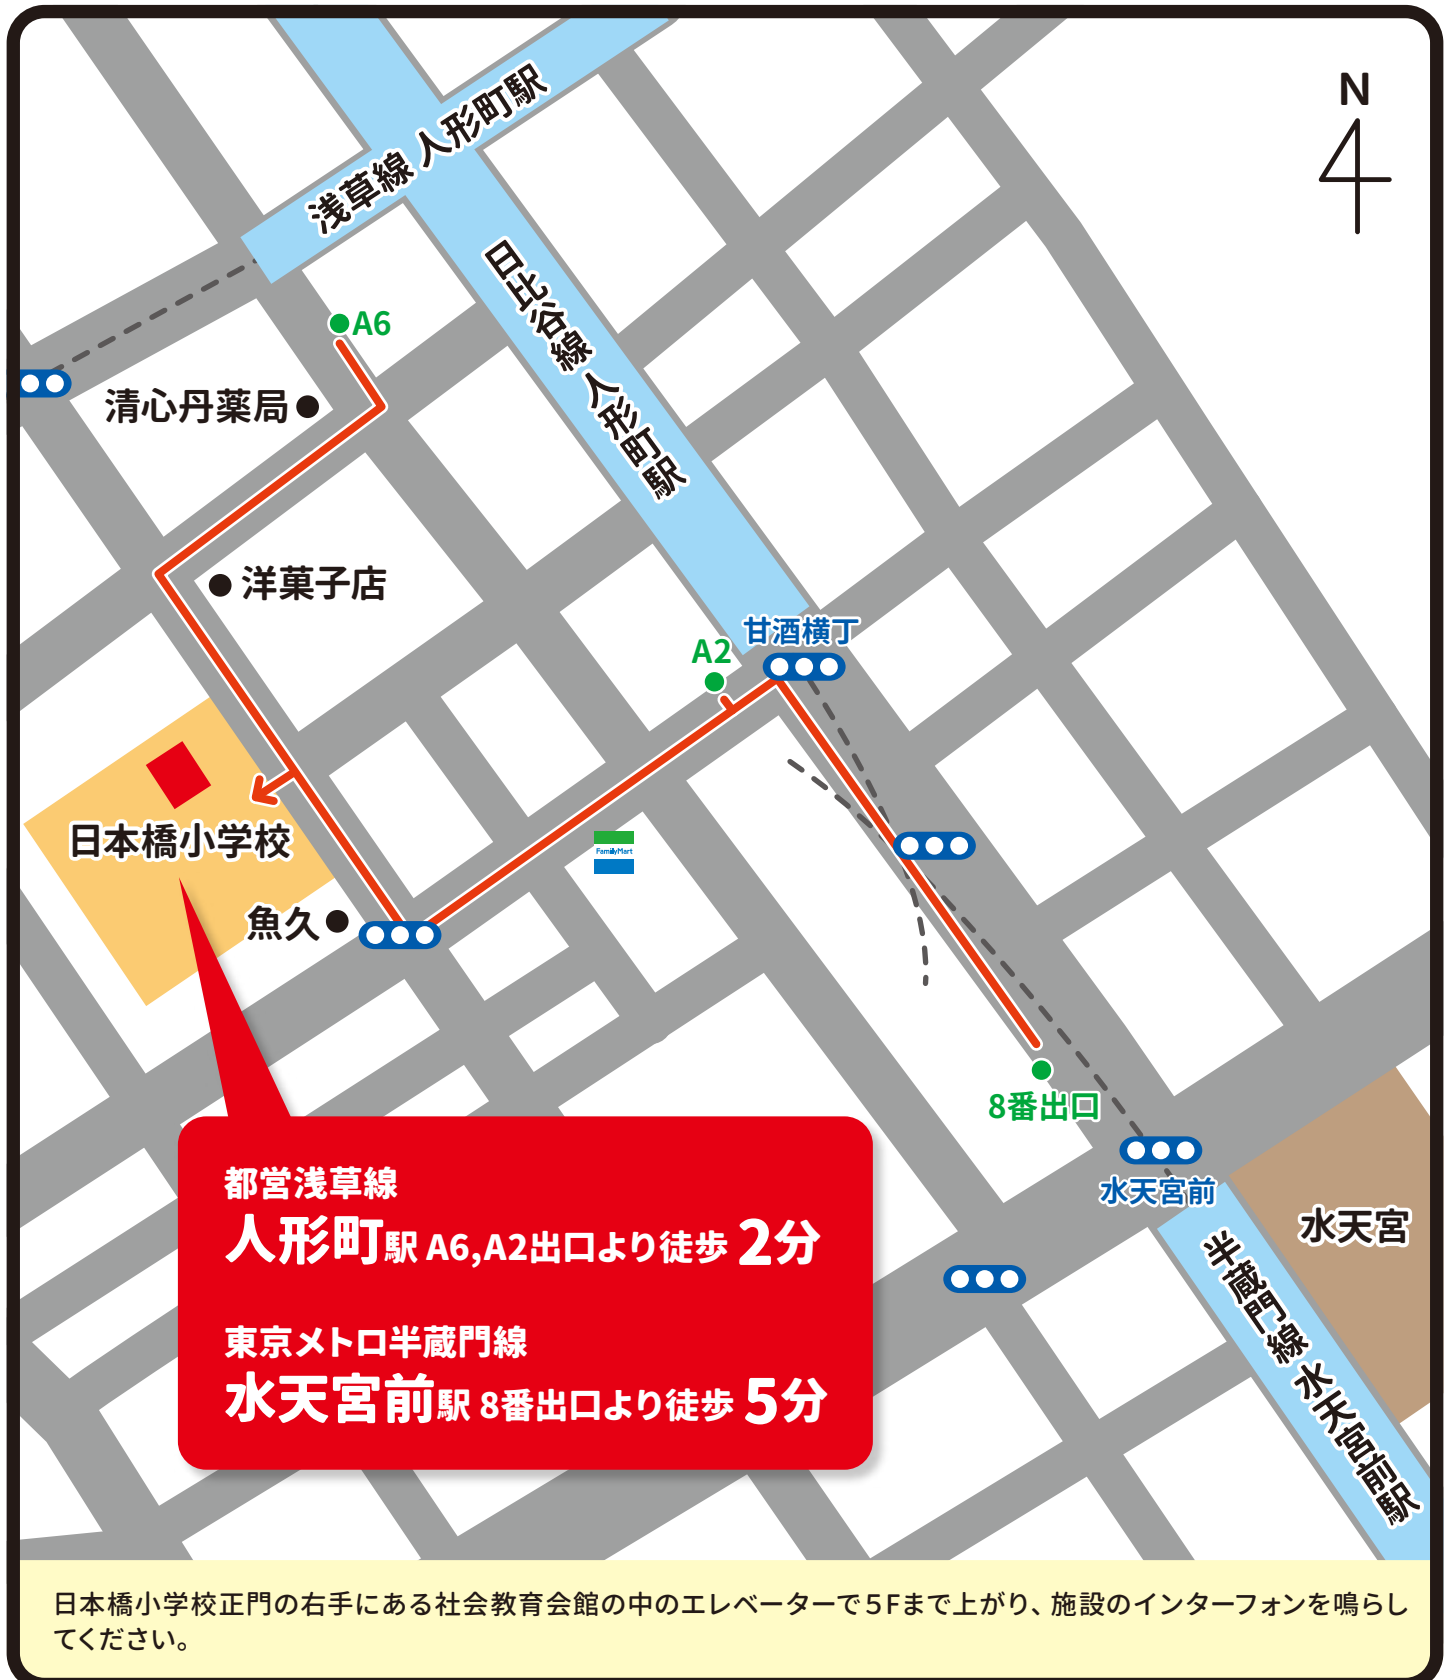 N
浅草線 人形町駅
日比谷線 人形町駅
A6
清心丹薬局
洋菓子店
甘酒横丁
A2
日本橋小学校
FamilyMart
魚久
8番出口
水天宮前
水天宮
半蔵門線 水天宮前駅
都営浅草線
人形町駅 A6,A2出口より徒歩 2分
東京メトロ半蔵門線
水天宮前駅 8番出口より徒歩 5分
日本橋小学校正門の右手にある社会教育会館の中のエレベーターで5Fまで上がり、施設のインターフォンを鳴らし
てください。